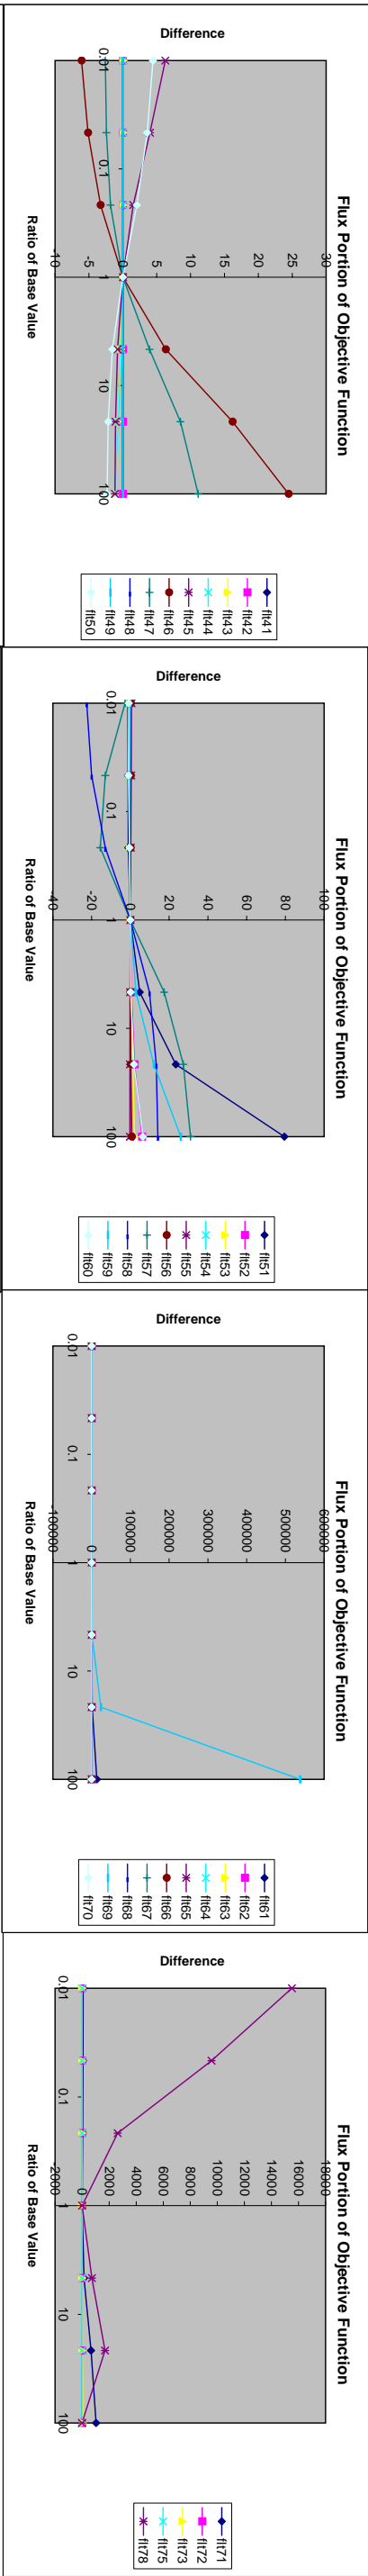 Flux Portion of Objective Function
30
25
20
15
10
5
0
-5
-10
0.01
0.1
1
10
100
Difference
Ratio of Base Value
flt41
flt42
flt43
flt44
flt45
flt46
flt47
flt48
flt49
flt50
Flux Portion of Objective Function
100
80
60
40
20
0
-20
-40
0.01
0.1
1
10
100
Difference
Ratio of Base Value
flt51
flt52
flt53
flt54
flt55
flt56
flt57
flt58
flt59
flt60
Flux Portion of Objective Function
600000
500000
400000
300000
200000
100000
0
-100000
0.01
0.1
1
10
100
Difference
Ratio of Base Value
flt61
flt62
flt63
flt64
flt65
flt66
flt67
flt68
flt69
flt70
Flux Portion of Objective Function
18000
16000
14000
12000
10000
8000
6000
4000
2000
0
-2000
0.01
0.1
1
10
100
Difference
Ratio of Base Value
flt71
flt72
flt73
flt75
flt78